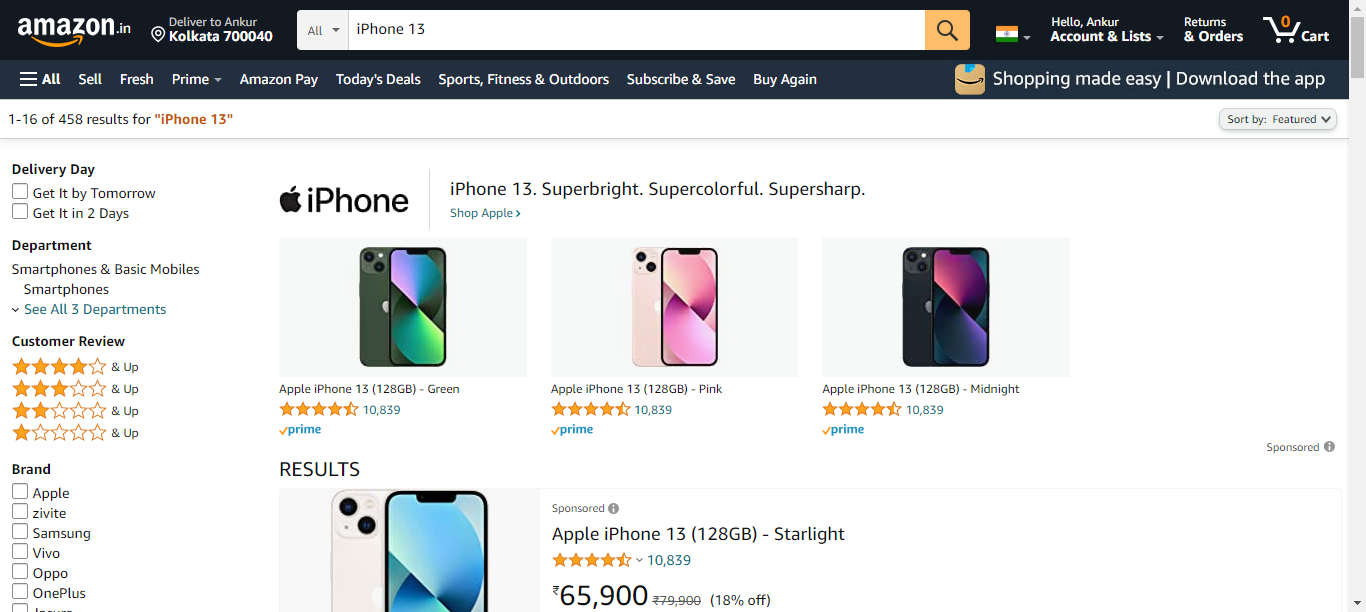 amazon.in
Deliver to Ankur
Kolkata 700040
All
iPhone 13
Hello, Ankur
Account & Lists
Returns
& Orders
0
Cart
All
Sell
Fresh
Prime
Amazon Pay
Today's Deals
Sports, Fitness & Outdoors
Subscribe & Save
Buy Again
Shopping made easy | Download the app
1-16 of 458 results for "iPhone 13"
Sort by: Featured
Delivery Day
Get It by Tomorrow
Get It in 2 Days
Department
Smartphones & Basic Mobiles
Smartphones
See All 3 Departments
Customer Review
& Up
& Up
& Up
& Up
Brand
Apple
zivite
Samsung
Vivo
Oppo
OnePlus
iPhone
iPhone 13. Superbright. Supercolorful. Supersharp.
Shop Apple
Apple iPhone 13 (128GB) - Green
10,839
prime
Apple iPhone 13 (128GB) - Pink
10,839
prime
Apple iPhone 13 (128GB) - Midnight
10,839
prime
Sponsored
RESULTS
Sponsored
Apple iPhone 13 (128GB) - Starlight
10,839
₹65,900 ₹79,900 (18% off)